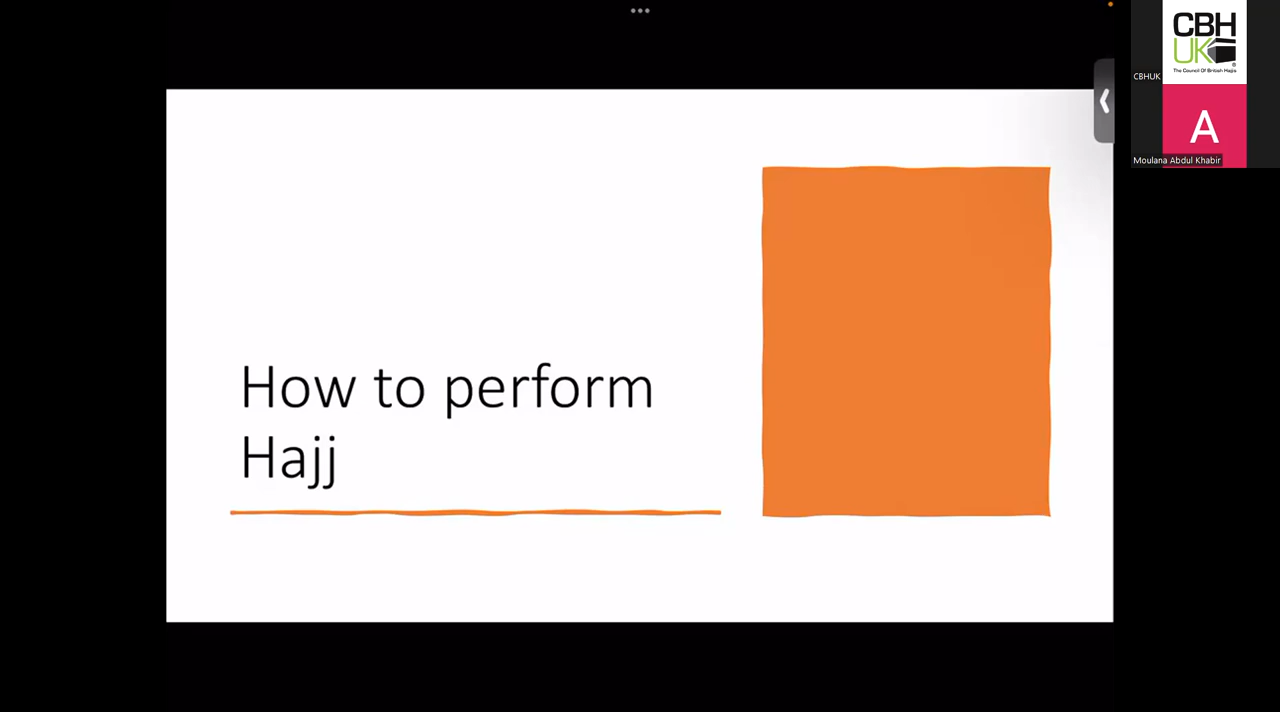 How to perform
Hajj
CBH
UK
The Council Of British Hajjis
CBHUK
A
Moulana Abdul Khabir